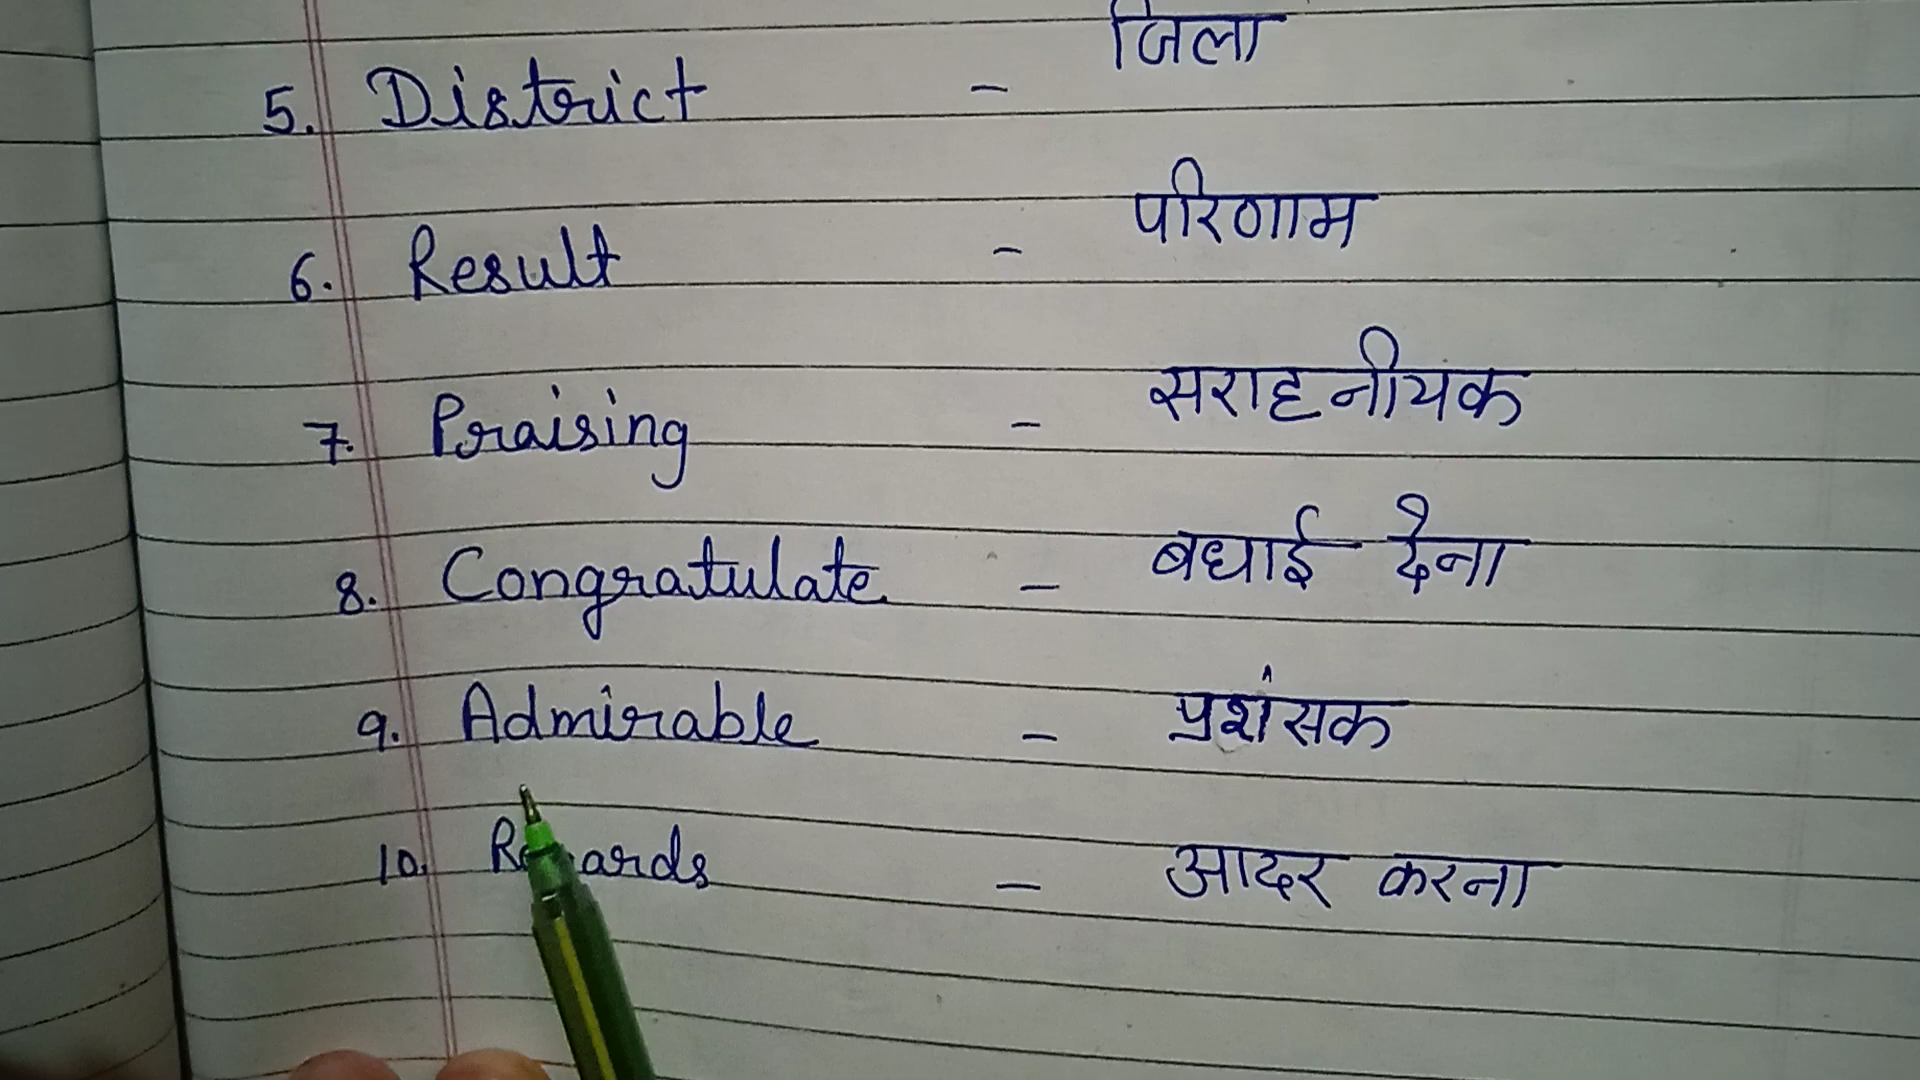 5. District - जिला
6. Result - परिणाम
7. Praising - सराहनीयक
8. Congratulate - बधाई देना
9. Admirable - प्रशंसक
10. - आदर करना